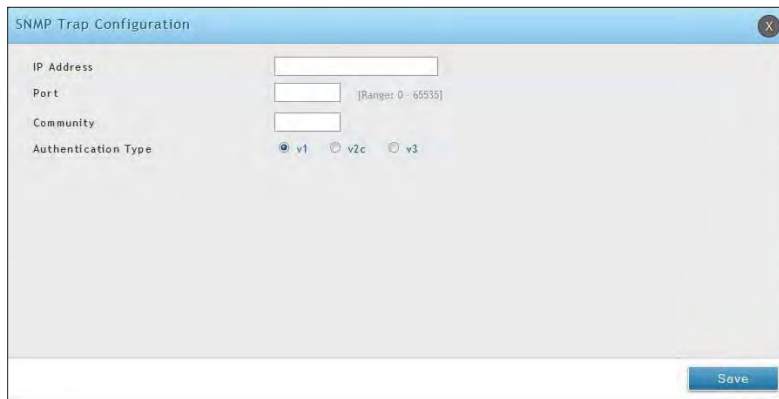 SNMP Trap Configuration
X
IP Address
Port [Range: 0 - 65535]
Community
Authentication Type v1 v2c v3
Save